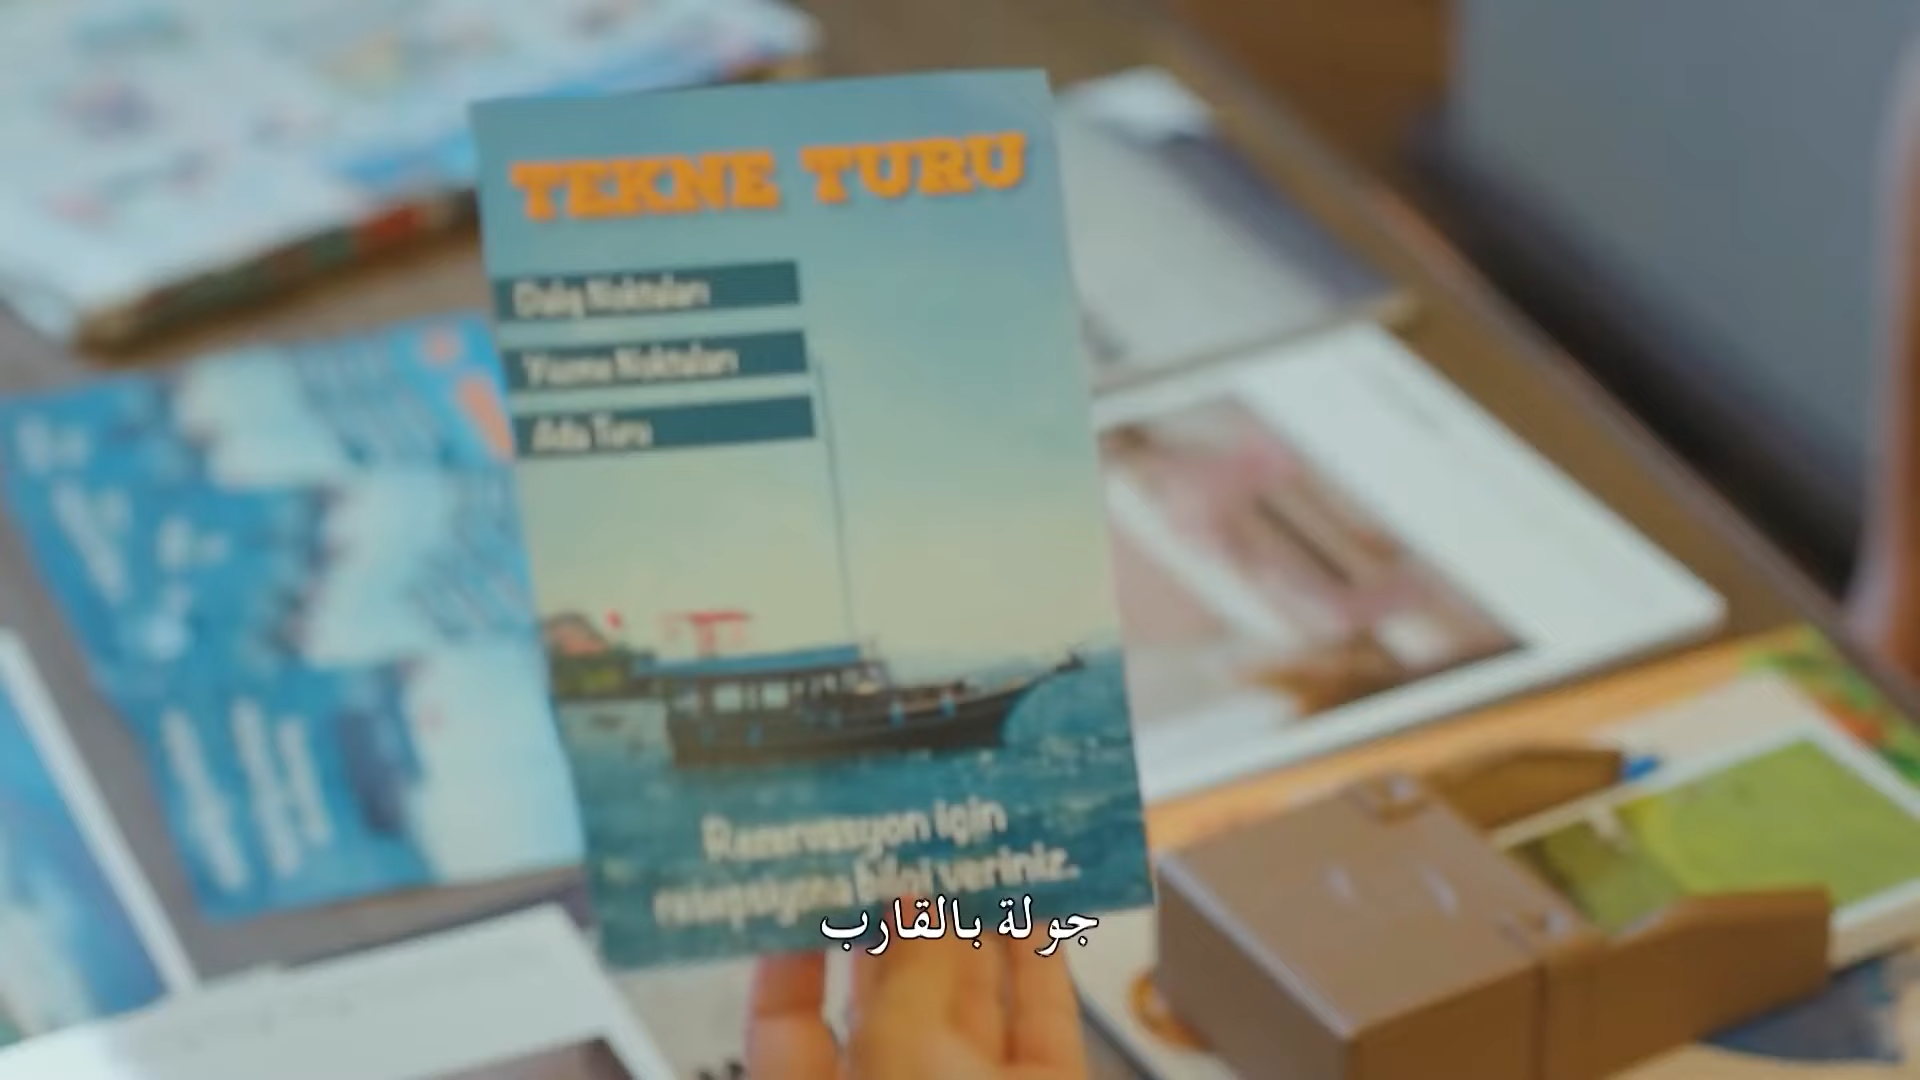 TEKNE TURU
Dalış Noktaları
Yüzme Noktaları
Ada Turu
Rezervasyon için
resepsiyona bilgi veriniz.
جولة بالقارب